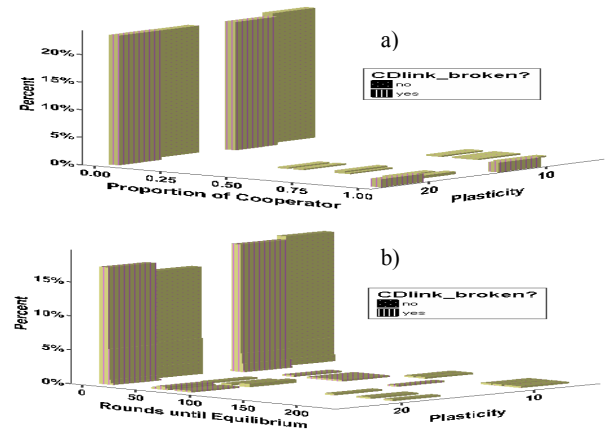 a)
CDlink_broken?
no
yes
20%
15%
10%
5%
0%
Percent
0.00 0.25 0.50 0.75 1.00
Proportion of Cooperator
20 10
Plasticity
b)
CDlink_broken?
no
yes
15%
10%
5%
0%
Percent
0 50 100 150 200
Rounds until Equilibrium
20 10
Plasticity